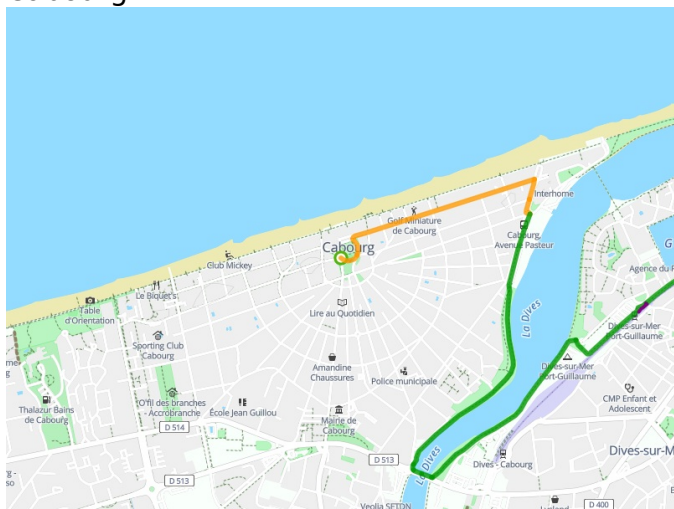 Cabourg
Interhome
Golf Miniature
de Cabourg
Cabourg
Cabourg,
Avenue Pasteur
Club Mickey
Agence du
Le Biquet's
Table
d'Orientation
Lire au Quotidien
La Dives
Dives-sur-Mer
Port-Guillaume
Sporting Club
Cabourg
Amandine
Chaussures
Police municipale
Dives-sur-Mer
Port-Guillaume
Thalazur Bains
de Cabourg
O'fil des branches
- Accrobranche
École Jean Guillou
CMP Enfant et
Adolescent
D 514
Mairie de
Cabourg
Dives-sur-M
D 513
La Dives
Dives - Cabourg
D 513
D 400